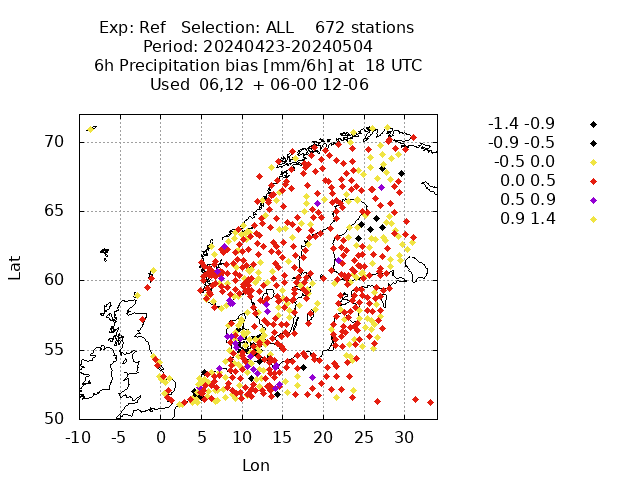 Exp: Ref   Selection: ALL    672 stations
Period: 20240423-20240504
6h Precipitation bias [mm/6h] at  18 UTC
Used 06,12  + 06-00 12-06
-1.4 -0.9
-0.9 -0.5
-0.5 0.0
0.0 0.5
0.5 0.9
0.9 1.4
70
65
60
55
50
Lat
-10 -5 0 5 10 15 20 25 30
Lon